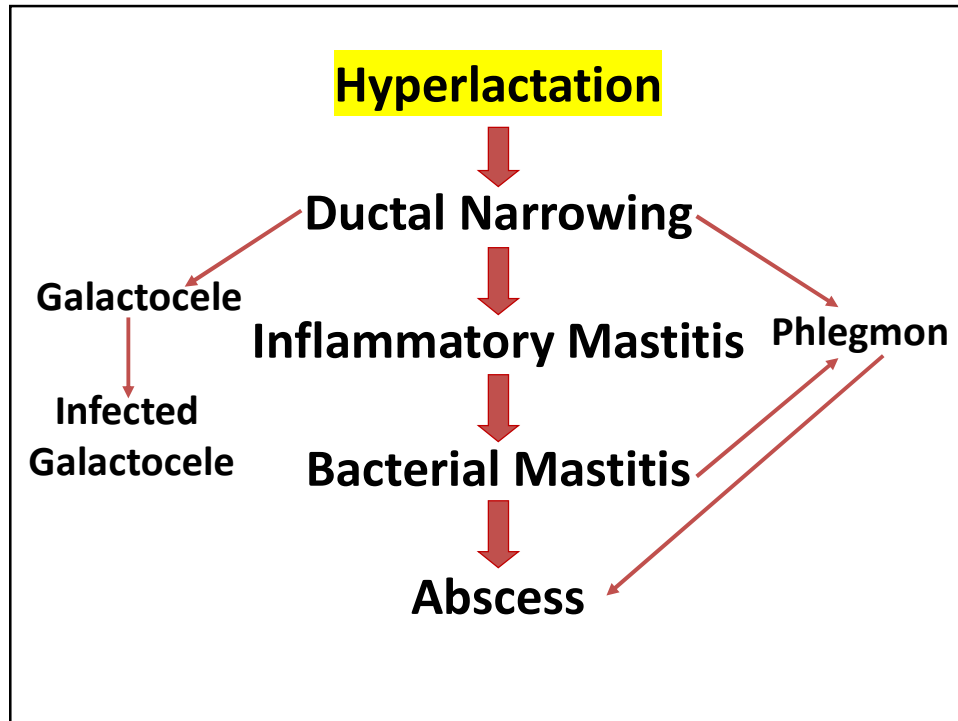 Hyperlactation
Ductal Narrowing
Galactocele
Inflammatory Mastitis
Phlegmon
Infected
Galactocele
Bacterial Mastitis
Abscess